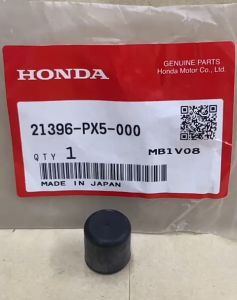 GENUINE PARTS
HONDA
Honda Motor Co., Ltd.
21396-PX5-000
QTY 1
MB1V08
MADE IN JAPAN